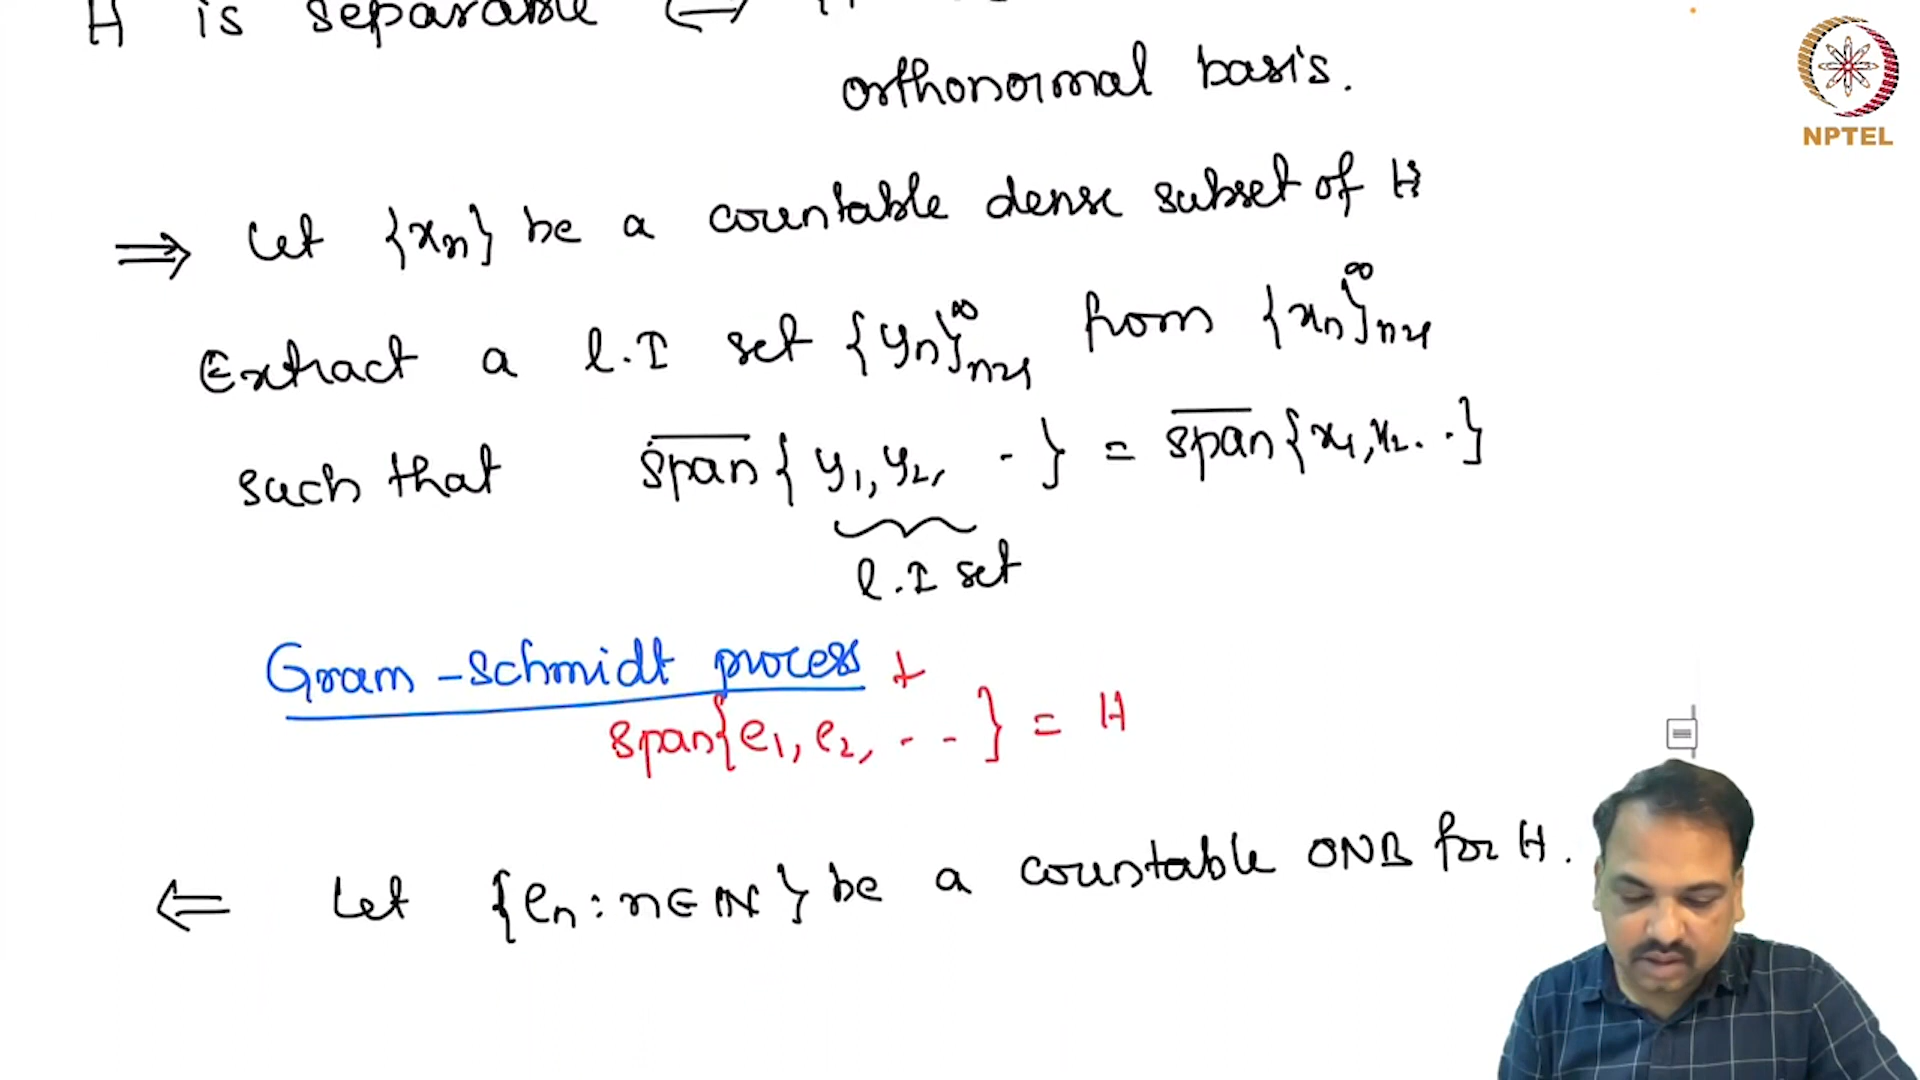 H is separable ⟺
orthonormal basis.
NPTEL
⟹ Let {xn} be a countable dense subset of H
Extract a l.I set {yn}∞n=1 from {xn}∞n=1
such that span{y1, y2, . } = span{x1, x2. . .}
l.I set
Gram-Schmidt process +
span{e1, e2, . . -} = H
⟸ Let {en : n ∈ ℕ} be a countable ONB for H.